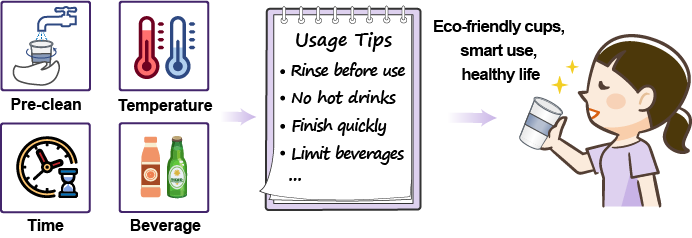 Pre-clean
Temperature
Time
Beverage
Usage Tips
• Rinse before use
• No hot drinks
• Finish quickly
• Limit beverages
...
Eco-friendly cups,
smart use,
healthy life